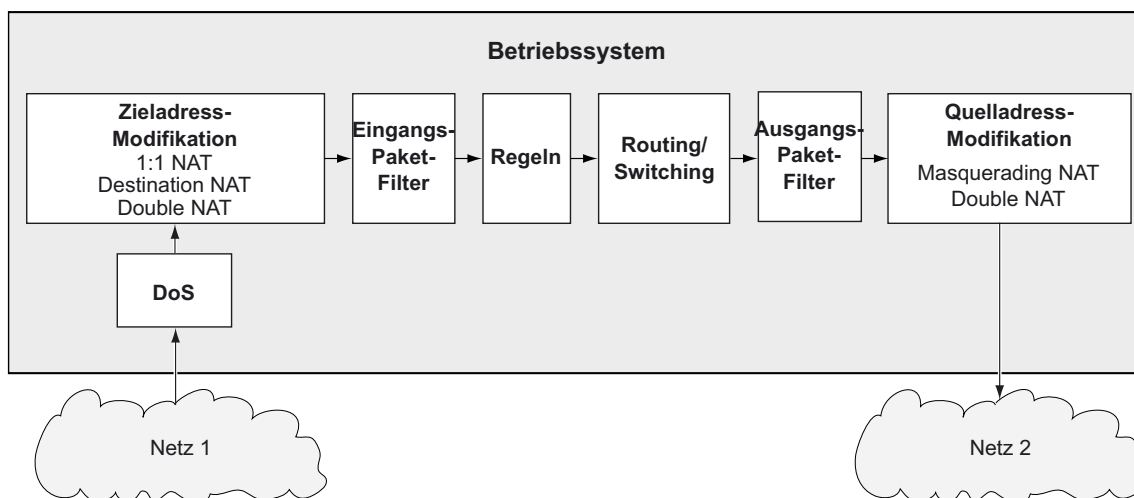 Betriebssystem
Zieladress-
Modifikation
1:1 NAT
Destination NAT
Double NAT
Eingangs-
Paket-
Filter
Regeln
Routing/
Switching
Ausgangs-
Paket-
Filter
Quelladress-
Modifikation
Masquerading NAT
Double NAT
DoS
Netz 1
Netz 2